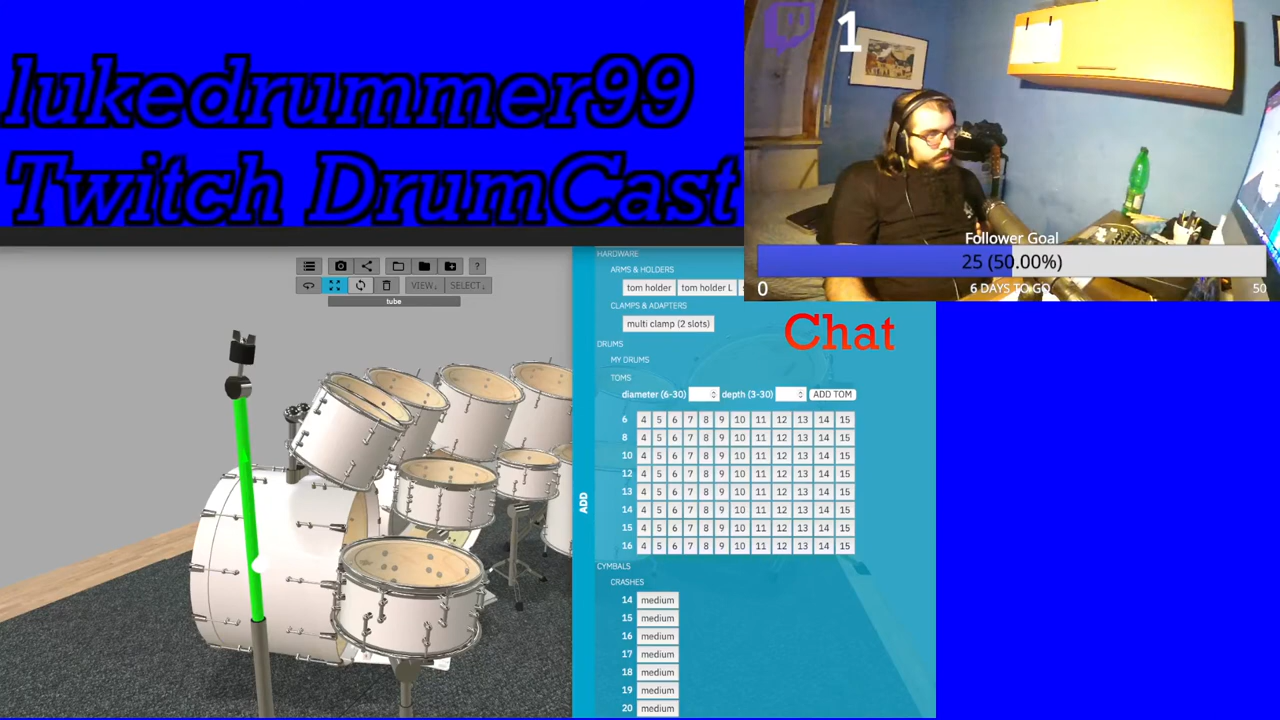 lukedrummer99
Twitch DrumCast
1
Follower Goal
25 (50.00%)
0
6 DAYS TO GO
50
Chat
VIEW↓
SELECT↓
?
tube
ADD
HARDWARE
ARMS & HOLDERS
tom holder
tom holder L
CLAMPS & ADAPTERS
multi clamp (2 slots)
DRUMS
MY DRUMS
TOMS
diameter (6-30)
depth (3-30)
ADD TOM
6 4 5 6 7 8 9 10 11 12 13 14 15
8 4 5 6 7 8 9 10 11 12 13 14 15
10 4 5 6 7 8 9 10 11 12 13 14 15
12 4 5 6 7 8 9 10 11 12 13 14 15
13 4 5 6 7 8 9 10 11 12 13 14 15
14 4 5 6 7 8 9 10 11 12 13 14 15
15 4 5 6 7 8 9 10 11 12 13 14 15
16 4 5 6 7 8 9 10 11 12 13 14 15
CYMBALS
CRASHES
14 medium
15 medium
16 medium
17 medium
18 medium
19 medium
20 medium